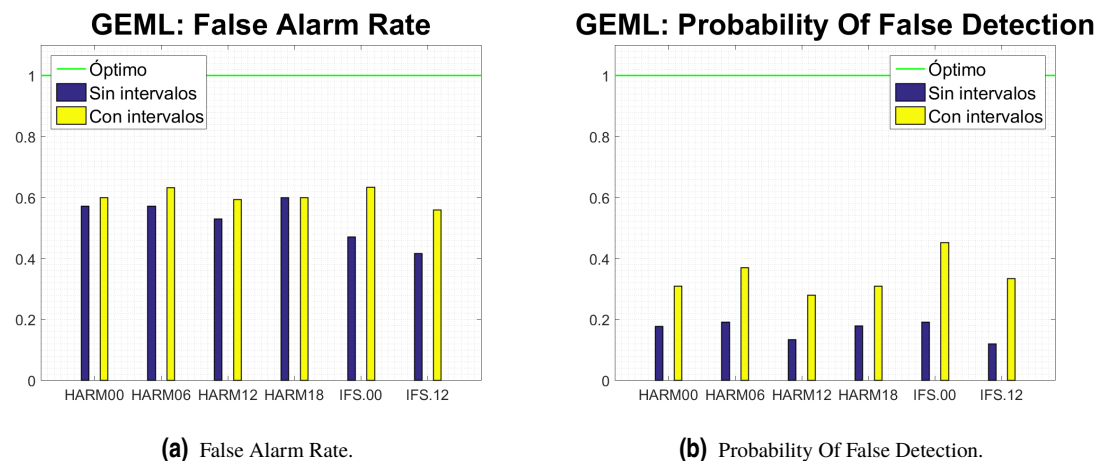 GEML: False Alarm Rate
1
0.8
0.6
0.4
0.2
0
Óptimo
Sin intervalos
Con intervalos
HARM00 HARM06 HARM12 HARM18 IFS.00 IFS.12
(a) False Alarm Rate.
GEML: Probability Of False Detection
1
0.8
0.6
0.4
0.2
0
Óptimo
Sin intervalos
Con intervalos
HARM00 HARM06 HARM12 HARM18 IFS.00 IFS.12
(b) Probability Of False Detection.